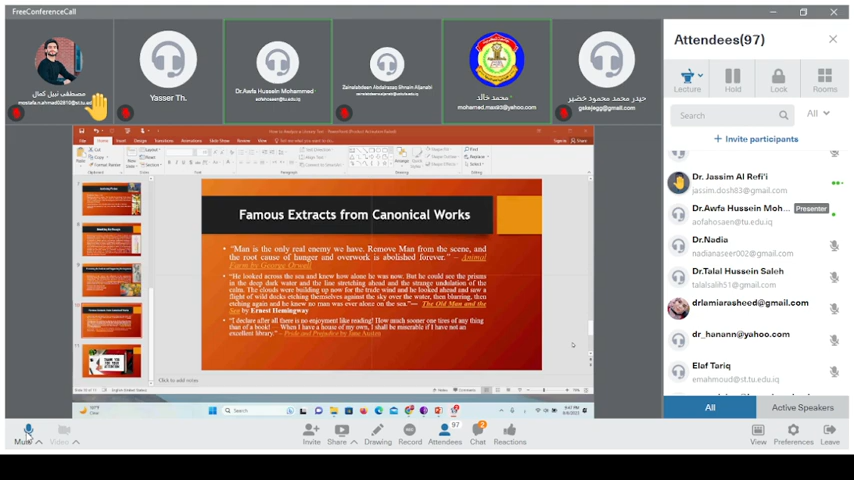 FreeConferenceCall
مصطفى نبيل كمال
Yasser Th.
Dr.Awfa Hussein Mohammed
aofahosaen@tu.edu.iq
محمد خالد
حيدر محمد محمود خضير
gskejagg@gmail.com
Attendees(97)
Lecture
Hold
Lock
Rooms
Search
All
+ Invite participants
Dr. Jassim Al Refi'i
jassim.dosh83@gmail.com
Dr.Awfa Hussein Moh...
Presenter
aofahosaen@tu.edu.iq
Dr.Nadia
nadianaseer002@gmail.com
Dr.Talal Hussein Saleh
talalsalih51@gmail.com
drlamiarasheed@gmail.com
dr_hanann@yahoo.com
Elaf Tariq
emahmoud@st.tu.edu.iq
All
Active Speakers
Famous Extracts from Canonical Works
"Man is the only real enemy we have. Remove Man from the scene, and
the root cause of hunger and overwork is abolished forever." – Animal
Farm by George Orwell
"He looked across the sea and knew how alone he was now. But he could see the prisms
in the deep dark water and the line stretching ahead and the strange undulation of the
calm. The clouds were building up now for the trade wind and he looked ahead and saw a
flight of wild ducks etching themselves against the sky over the water, then blurring, then
etching again and he knew no man was ever alone on the sea."― The Old Man and the
Sea by Ernest Hemingway
"I declare after all there is no enjoyment like reading! How much sooner one tires of any thing
than of a book! – When I have a house of my own, I shall be miserable if I have not an
excellent library." – Pride and Prejudice by Jane Austen
Click to add notes
Search
Mute
Video
Invite
Share
Drawing
Record
97
Attendees
2
Chat
Reactions
View
Preferences
Leave